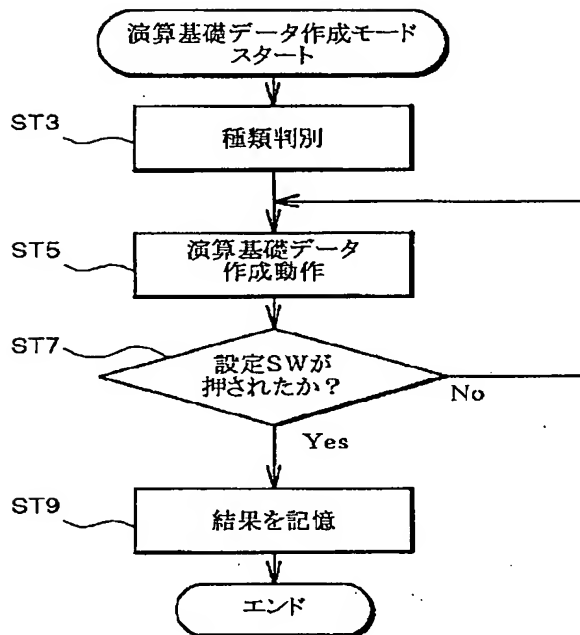 演算基礎データ作成モード
スタート
ST3
種類判別
ST5
演算基礎データ
作成動作
ST7
設定SWが
押されたか？
No
Yes
ST9
結果を記憶
エンド